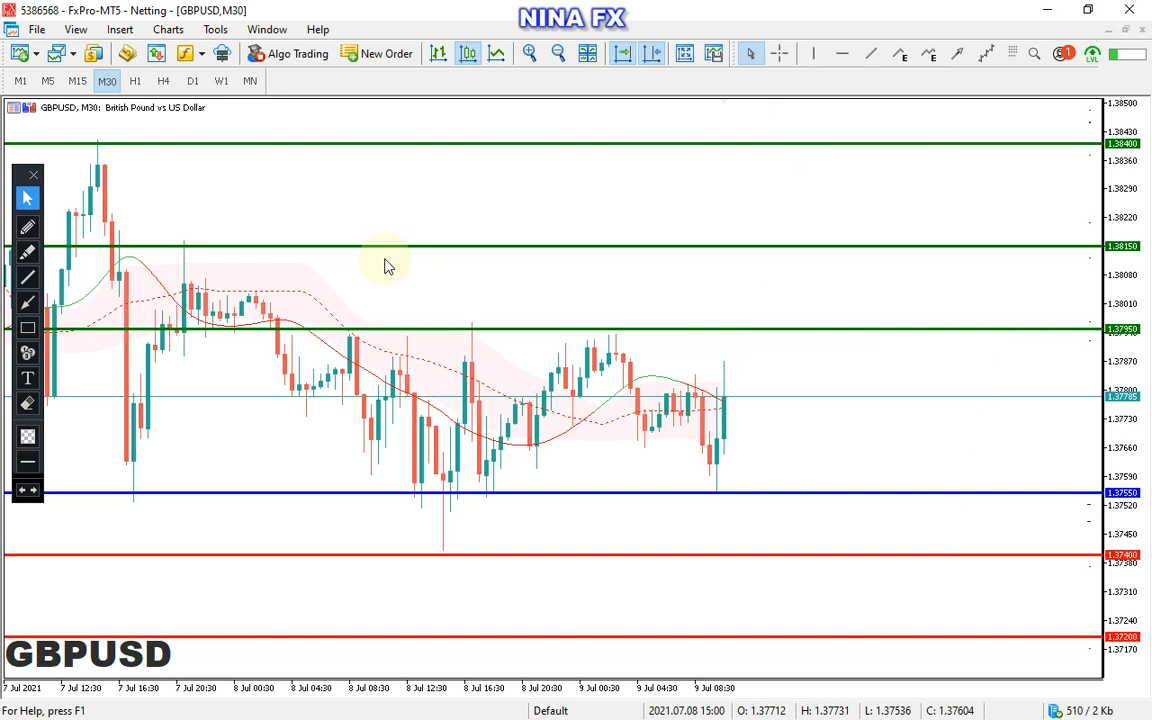 5386568 - FxPro-MT5 - Netting - [GBPUSD,M30]
NINA FX
File View Insert Charts Tools Window Help
Algo Trading New Order
M1 M5 M15 M30 H1 H4 D1 W1 MN
GBPUSD, M30: British Pound vs US Dollar
1.38500
1.38430
1.38400
1.38360
1.38290
1.38220
1.38150
1.38080
1.38010
1.37950
1.37870
1.37800
1.37785
1.37730
1.37660
1.37590
1.37550
1.37520
1.37450
1.37400
1.37380
1.37310
1.37240
1.37200
1.37170
GBPUSD
7 Jul 2021 7 Jul 12:30 7 Jul 16:30 7 Jul 20:30 8 Jul 00:30 8 Jul 04:30 8 Jul 08:30 8 Jul 12:30 8 Jul 16:30 8 Jul 20:30 9 Jul 00:30 9 Jul 04:30 9 Jul 08:30
For Help, press F1 Default 2021.07.08 15:00 O: 1.37712 H: 1.37731 L: 1.37536 C: 1.37604 510 / 2 Kb